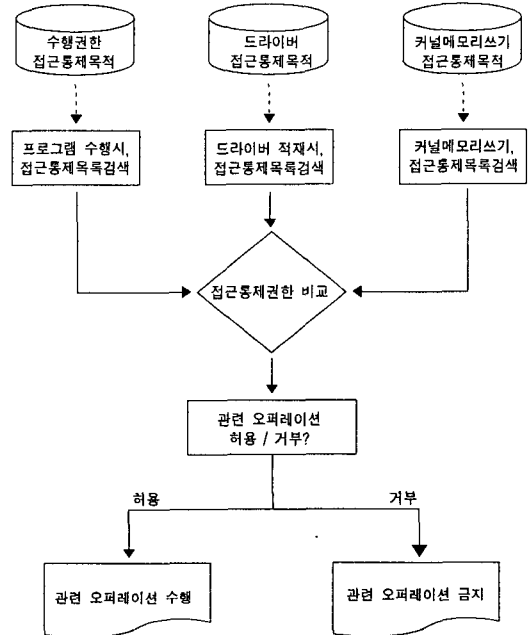 수행권한
접근통제목적
드라이버
접근통제목적
커널메모리쓰기
접근통제목적
프로그램 수행시,
접근통제목록검색
드라이버 적재시,
접근통제목록검색
커널메모리쓰기,
접근통제목록검색
접근통제권한 비교
관련 오퍼레이션
허용 / 거부?
허용
거부
관련 오퍼레이션 수행
관련 오퍼레이션 금지